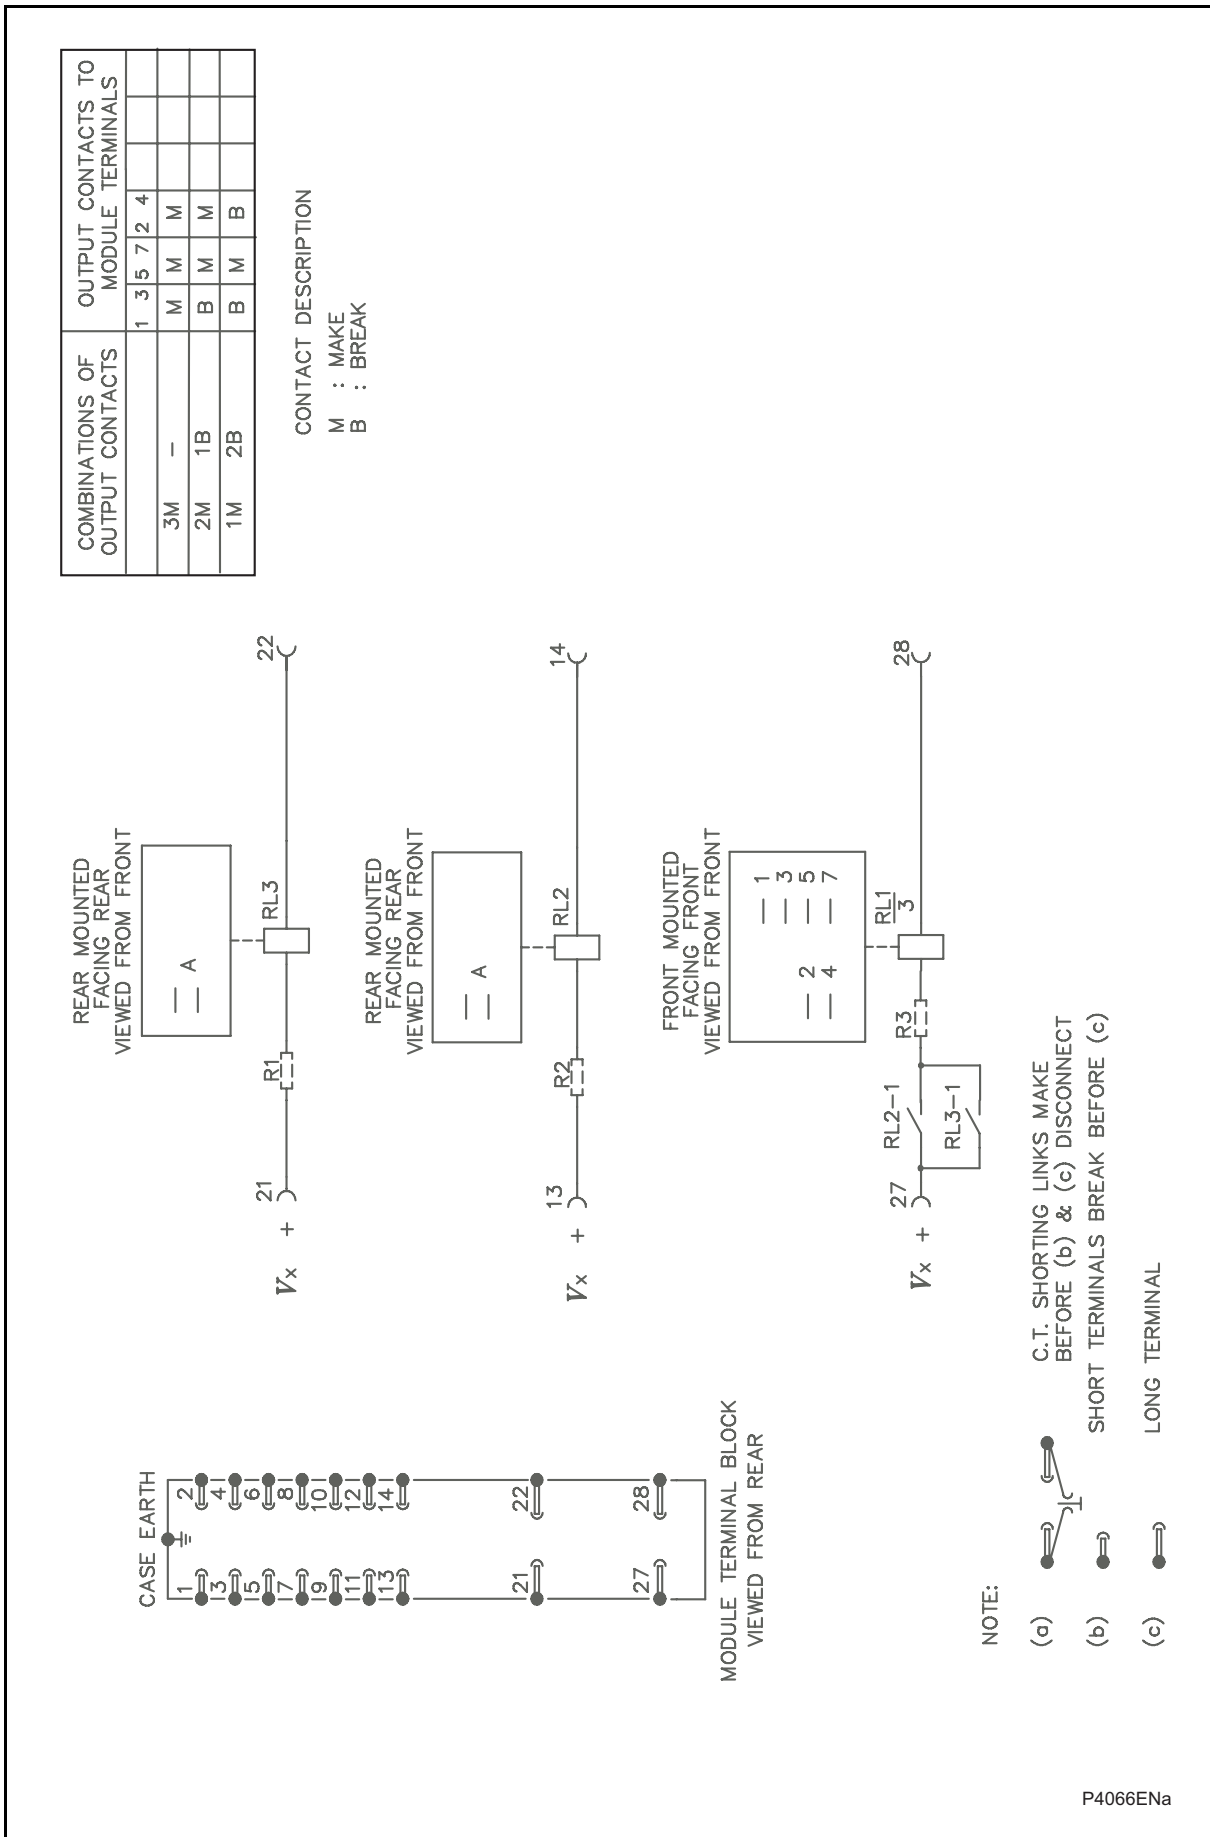 CASE EARTH
1 2
3 4
5 6
7 8
9 10
11 12
13 14
21 22
27 28
MODULE TERMINAL BLOCK
VIEWED FROM REAR
REAR MOUNTED
FACING REAR
VIEWED FROM FRONT
A
Vx + 21 R1 RL3 22
REAR MOUNTED
FACING REAR
VIEWED FROM FRONT
A
Vx + 13 R2 RL2 14
FRONT MOUNTED
FACING FRONT
VIEWED FROM FRONT
1
3
2 5
4 7
Vx + 27 RL2-1 R3 RL1 28
3
RL3-1
COMBINATIONS OF OUTPUT CONTACTS TO
OUTPUT CONTACTS MODULE TERMINALS
1 3 5 7 2 4
3M – M M M
2M 1B B M M
1M 2B B M B
CONTACT DESCRIPTION
M : MAKE
B : BREAK
NOTE:
(a) C.T. SHORTING LINKS MAKE
BEFORE (b) & (c) DISCONNECT
(b) SHORT TERMINALS BREAK BEFORE (c)
(c) LONG TERMINAL
P4066ENa